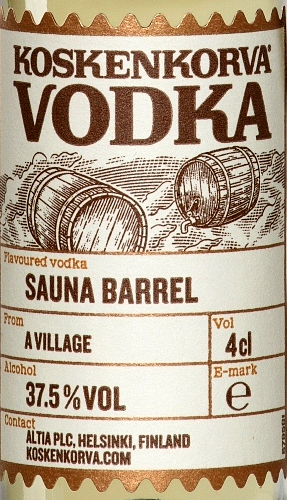 KOSKENKORVA
VODKA
Flavoured vodka
SAUNA BARREL
From
A VILLAGE
Vol
4cl
Alcohol
37.5% VOL
E-mark
e
Contact
ALTIA PLC, HELSINKI, FINLAND
KOSKENKORVA.COM